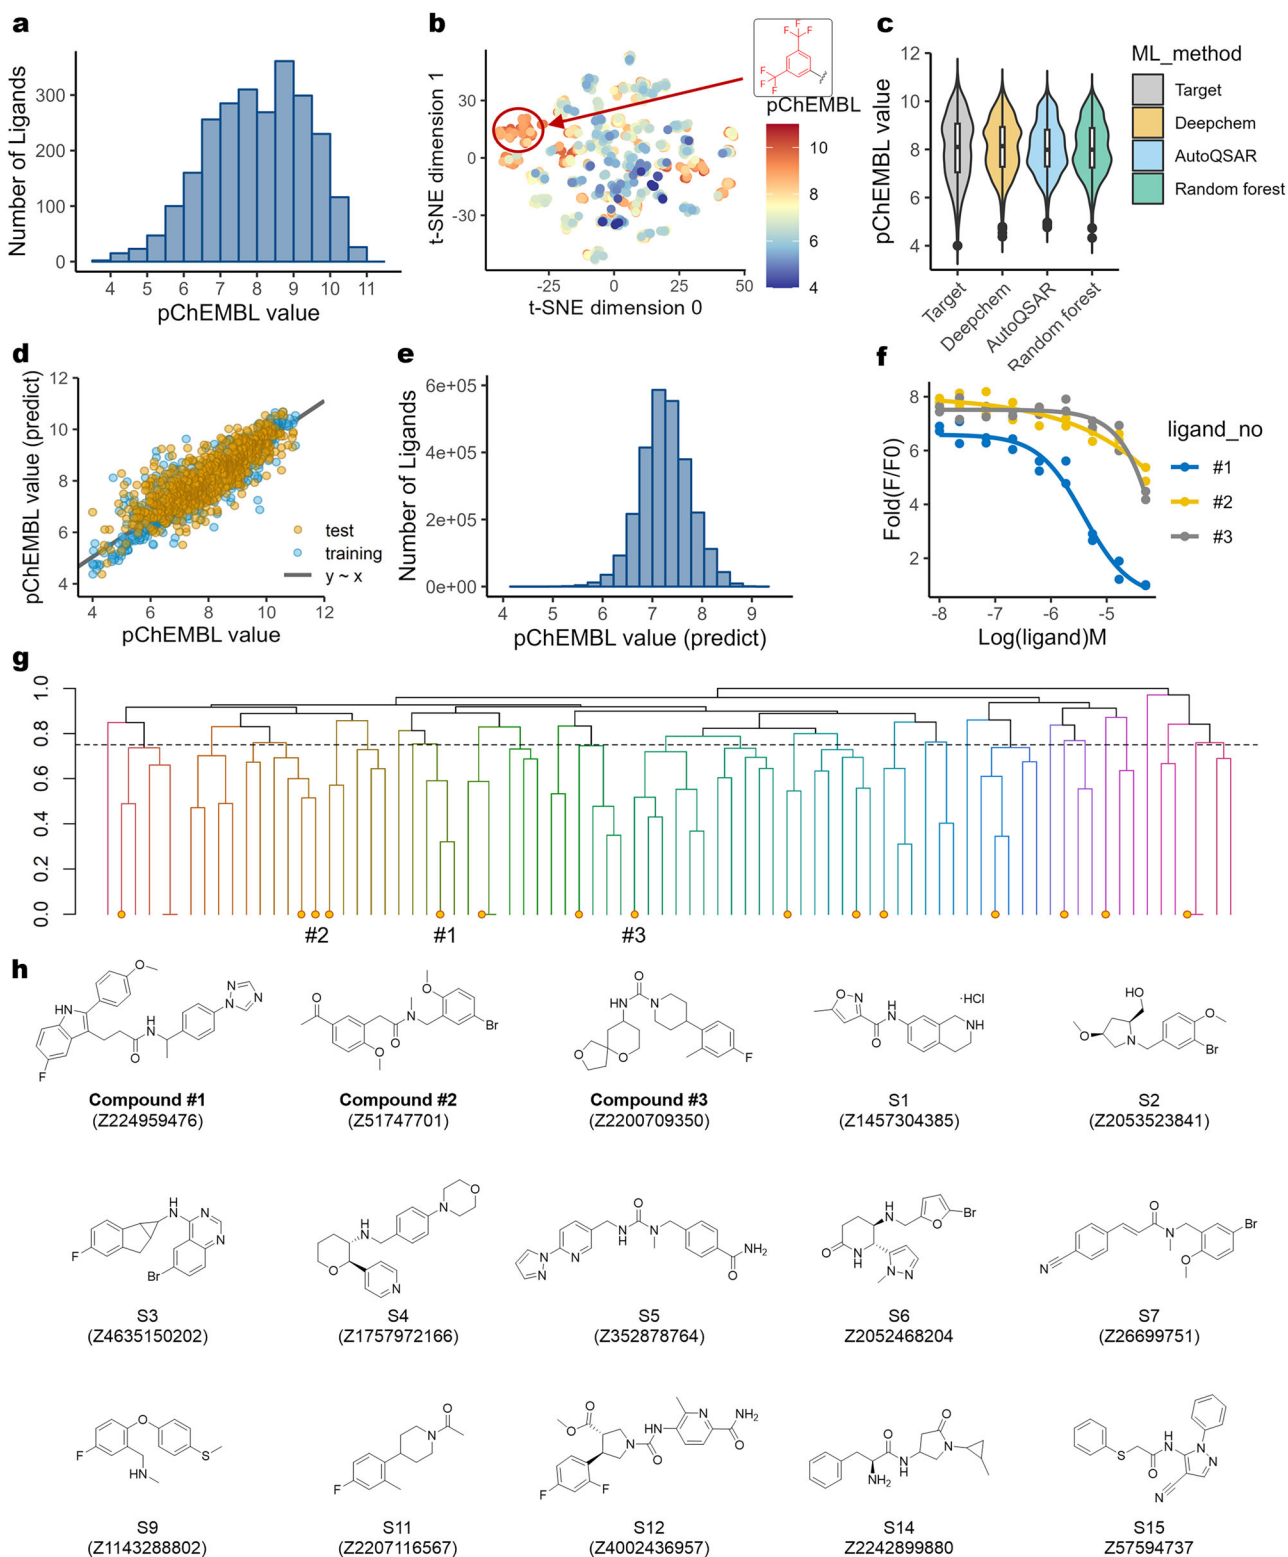 a
Number of Ligands
300
200
100
0
4 5 6 7 8 9 10 11
pChEMBL value
b
t-SNE dimension 1
30
0
-30
-25 0 25 50
t-SNE dimension 0
F
F F
F
F
F
pChEMBL
10
8
6
4
c
pChEMBL value
12
10
8
6
4
Target
Deepchem
AutoQSAR
Random forest
ML_method
Target
Deepchem
AutoQSAR
Random forest
d
pChEMBL value (predict)
12
10
8
6
4
4 6 8 10 12
pChEMBL value
test
training
y ~ x
e
Number of Ligands
6e+05
4e+05
2e+05
0e+00
4 5 6 7 8 9
pChEMBL value (predict)
f
Fold(F/F0)
8
6
4
2
-8 -7 -6 -5
Log(ligand)M
ligand_no
#1
#2
#3
g
1.0
0.8
0.6
0.4
0.2
0.0
#2 #1 #3
h
Compound #1
(Z224959476)
Compound #2
(Z51747701)
Compound #3
(Z2200709350)
·HCl
S1
(Z1457304385)
S2
(Z2053523841)
S3
(Z4635150202)
S4
(Z1757972166)
S5
(Z352878764)
S6
Z2052468204
S7
(Z26699751)
S9
(Z1143288802)
S11
(Z2207116567)
S12
(Z4002436957)
S14
Z2242899880
S15
Z57594737